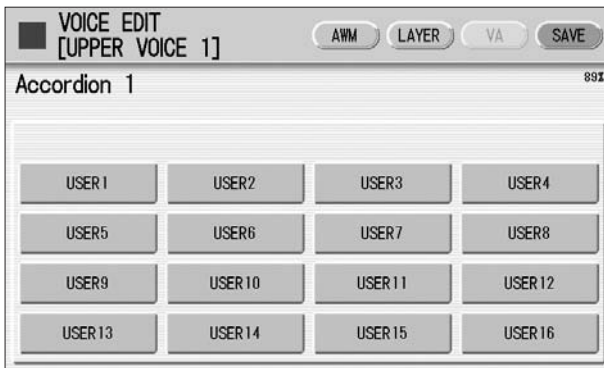 VOICE EDIT
[UPPER VOICE 1]
AWM LAYER VA SAVE
Accordion 1
89%
USER1 USER2 USER3 USER4
USER5 USER6 USER7 USER8
USER9 USER10 USER11 USER12
USER13 USER14 USER15 USER16